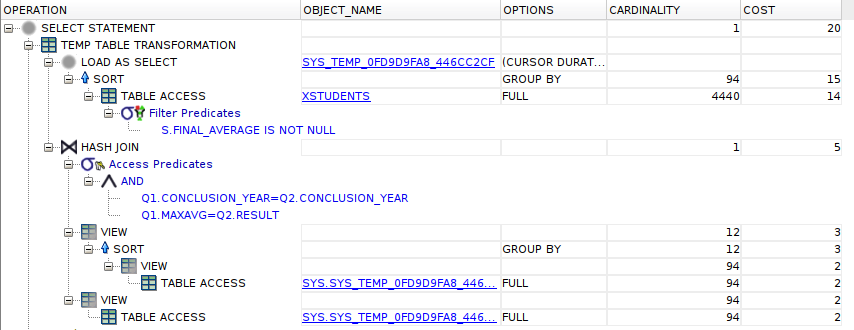 OPERATION OBJECT_NAME OPTIONS CARDINALITY COST
SELECT STATEMENT 1 20
TEMP TABLE TRANSFORMATION
LOAD AS SELECT SYS_TEMP_0FD9D9FA8_446CC2CF (CURSOR DURAT...
SORT GROUP BY 94 15
TABLE ACCESS XSTUDENTS FULL 4440 14
Filter Predicates
S.FINAL_AVERAGE IS NOT NULL
HASH JOIN 1 5
Access Predicates
AND
Q1.CONCLUSION_YEAR=Q2.CONCLUSION_YEAR
Q1.MAXAVG=Q2.RESULT
VIEW 12 3
SORT GROUP BY 12 3
VIEW 94 2
TABLE ACCESS SYS.SYS_TEMP_0FD9D9FA8_446... FULL 94 2
VIEW 94 2
TABLE ACCESS SYS.SYS_TEMP_0FD9D9FA8_446... FULL 94 2